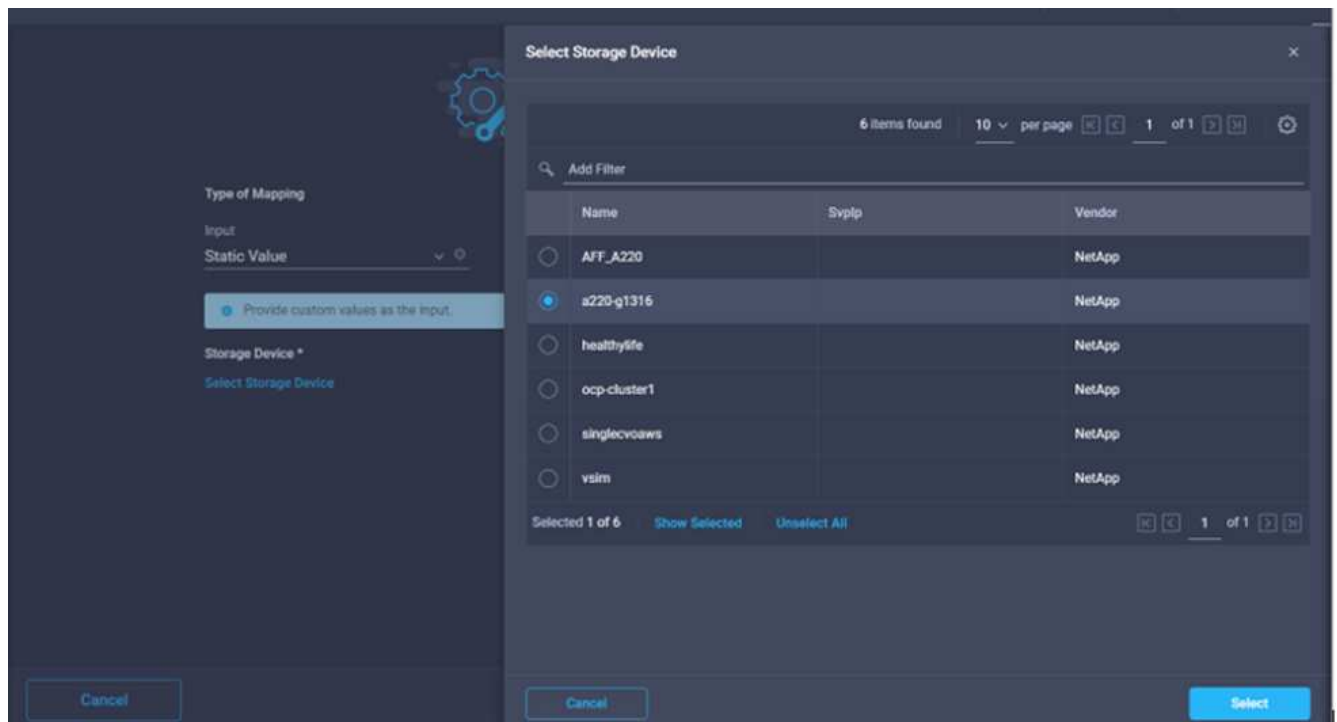 Select Storage Device
6 items found 10 per page 1 of 1
Add Filter
Type of Mapping
Input
Static Value
Provide custom values as the input.
Storage Device *
Select Storage Device
Name SvpIp Vendor
AFF_A220 NetApp
a220-g1316 NetApp
healthylife NetApp
ocp-cluster1 NetApp
singlecvoaws NetApp
vsim NetApp
Selected 1 of 6 Show Selected Unselect All 1 of 1
Cancel
Cancel Select